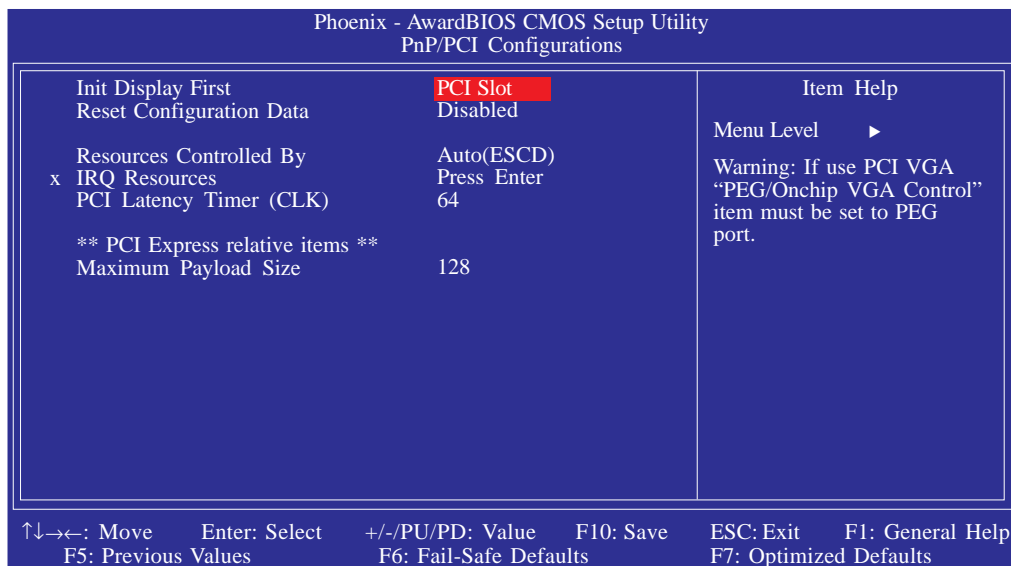 Phoenix - AwardBIOS CMOS Setup Utility
PnP/PCI Configurations
Init Display First PCI Slot
Reset Configuration Data Disabled
Resources Controlled By Auto(ESCD)
x IRQ Resources Press Enter
PCI Latency Timer (CLK) 64
** PCI Express relative items **
Maximum Payload Size 128
Item Help
Menu Level ▶
Warning: If use PCI VGA
“PEG/Onchip VGA Control”
item must be set to PEG
port.
↑↓→←: Move Enter: Select +/-/PU/PD: Value F10: Save ESC: Exit F1: General Help
F5: Previous Values F6: Fail-Safe Defaults F7: Optimized Defaults